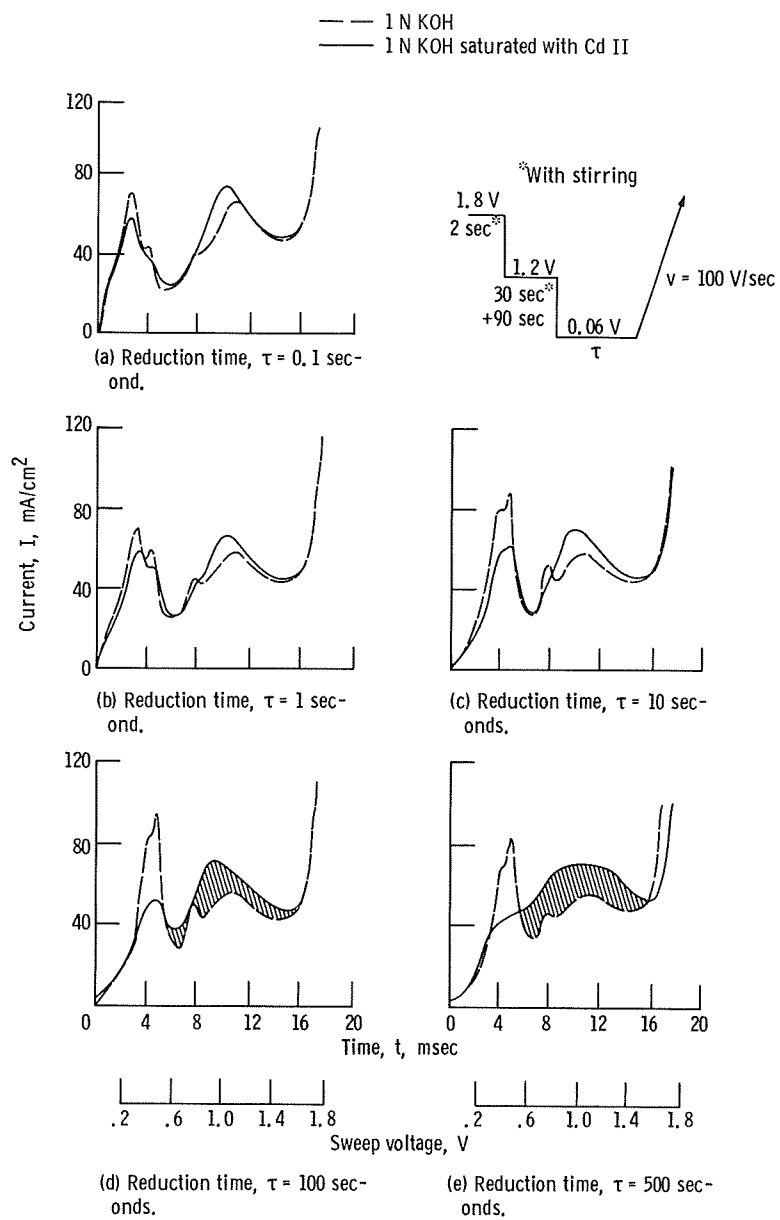 1 N KOH
1 N KOH saturated with Cd II
120
80
40
0
(a) Reduction time, τ = 0.1 sec-
ond.
*With stirring
1.8 V
2 sec*
1.2 V
30 sec*
+90 sec
0.06 V
τ
v = 100 V/sec
Current, I, mA/cm²
120
80
40
0
(b) Reduction time, τ = 1 sec-
ond.
(c) Reduction time, τ = 10 sec-
onds.
120
80
40
0 4 8 12 16 20
0 4 8 12 16 20
Time, t, msec
.2 .6 1.0 1.4 1.8
.2 .6 1.0 1.4 1.8
Sweep voltage, V
(d) Reduction time, τ = 100 sec-
onds.
(e) Reduction time, τ = 500 sec-
onds.